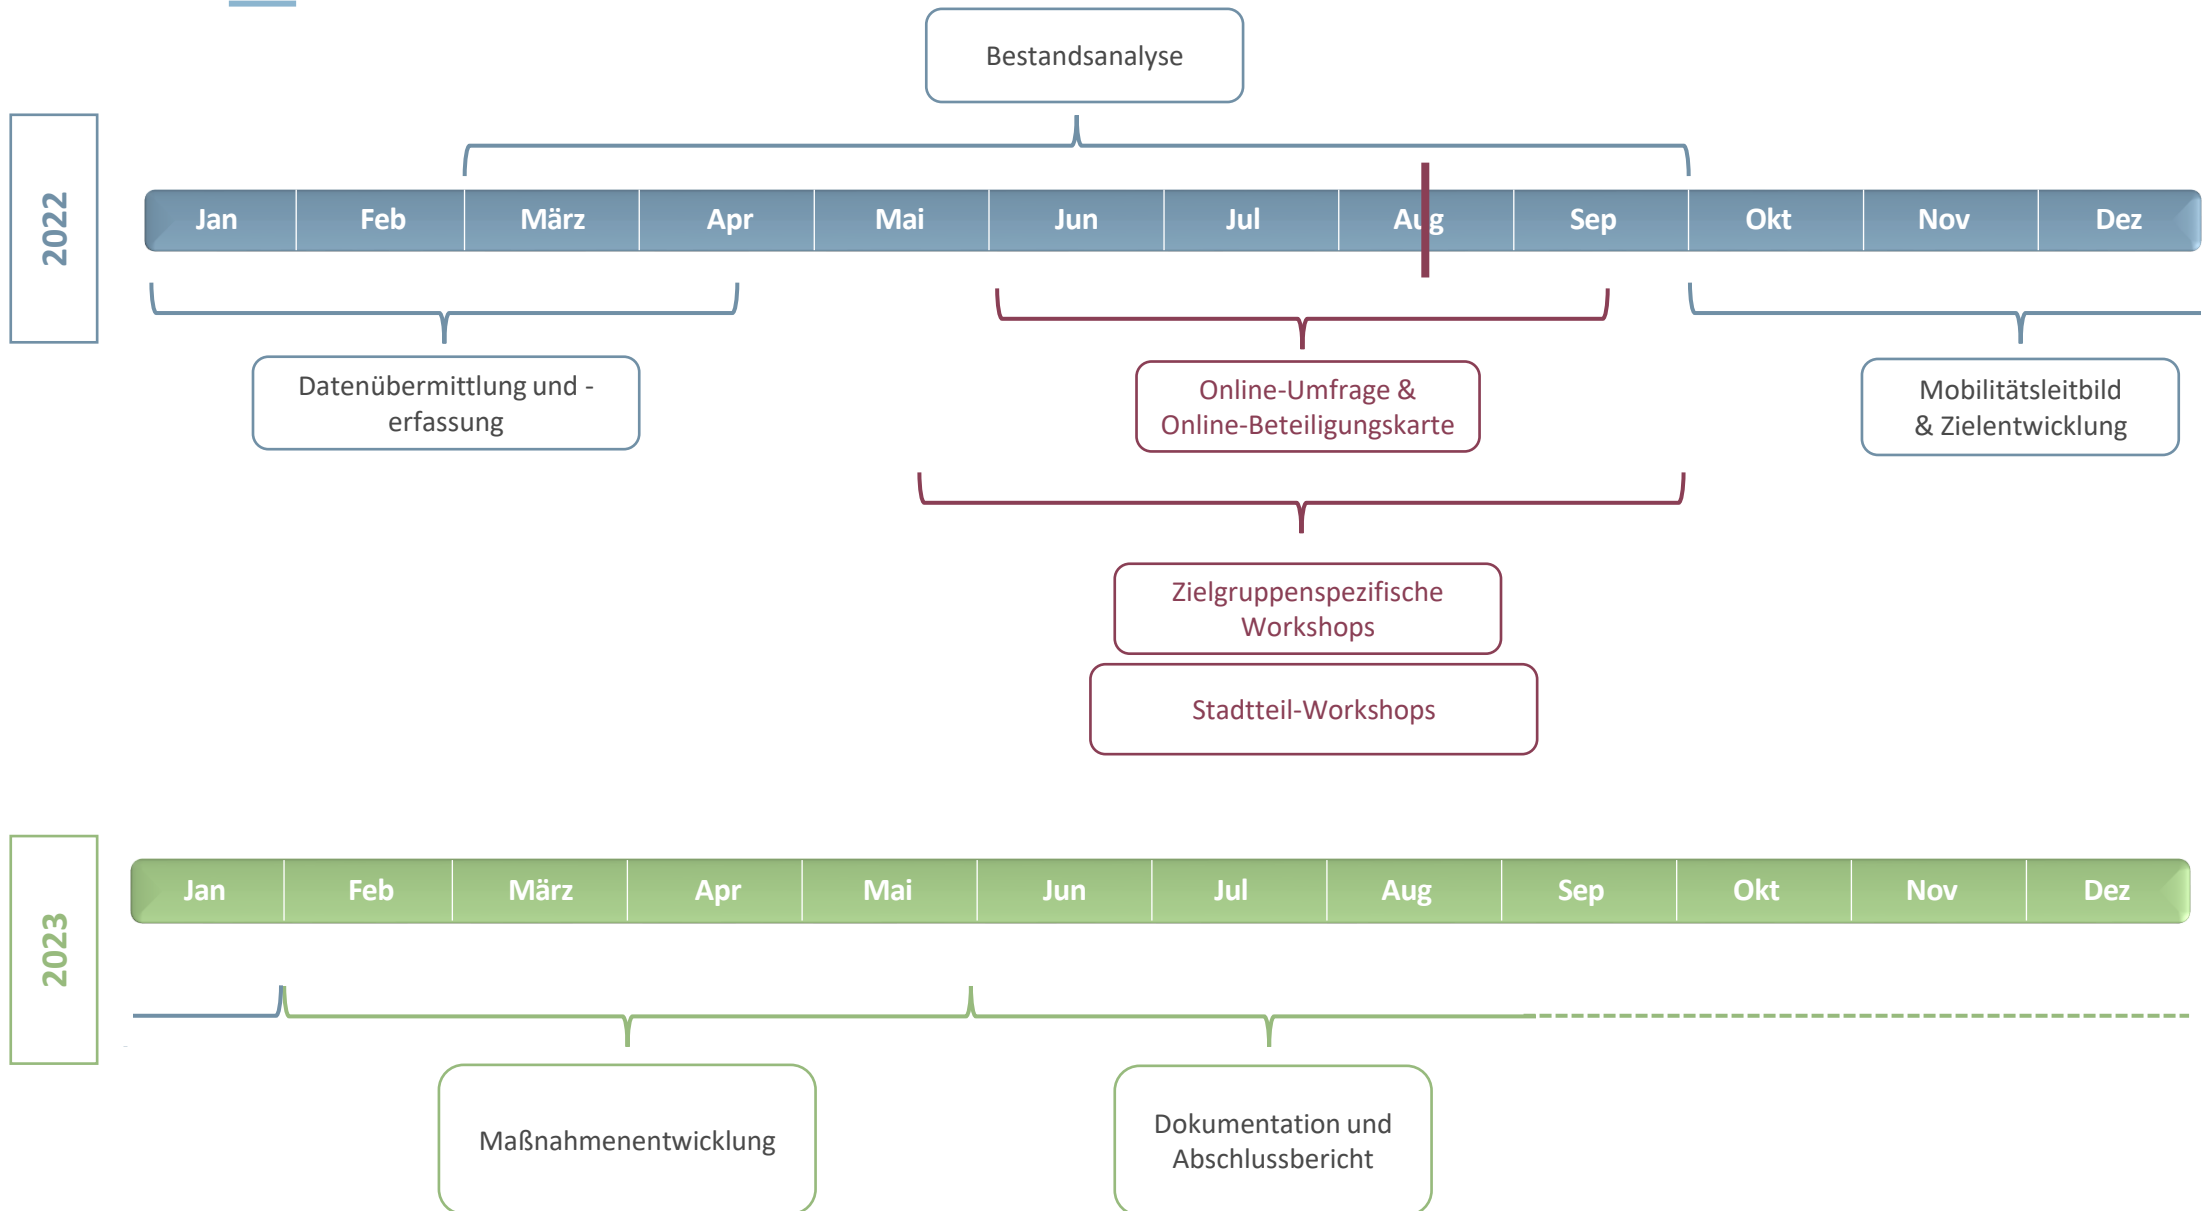 Bestandsanalyse
2022
Jan Feb März Apr Mai Jun Jul Aug Sep Okt Nov Dez
Datenübermittlung und -
erfassung
Online-Umfrage &
Online-Beteiligungskarte
Mobilitätsleitbild
& Zielentwicklung
Zielgruppenspezifische
Workshops
Stadtteil-Workshops
2023
Jan Feb März Apr Mai Jun Jul Aug Sep Okt Nov Dez
Maßnahmenentwicklung
Dokumentation und
Abschlussbericht